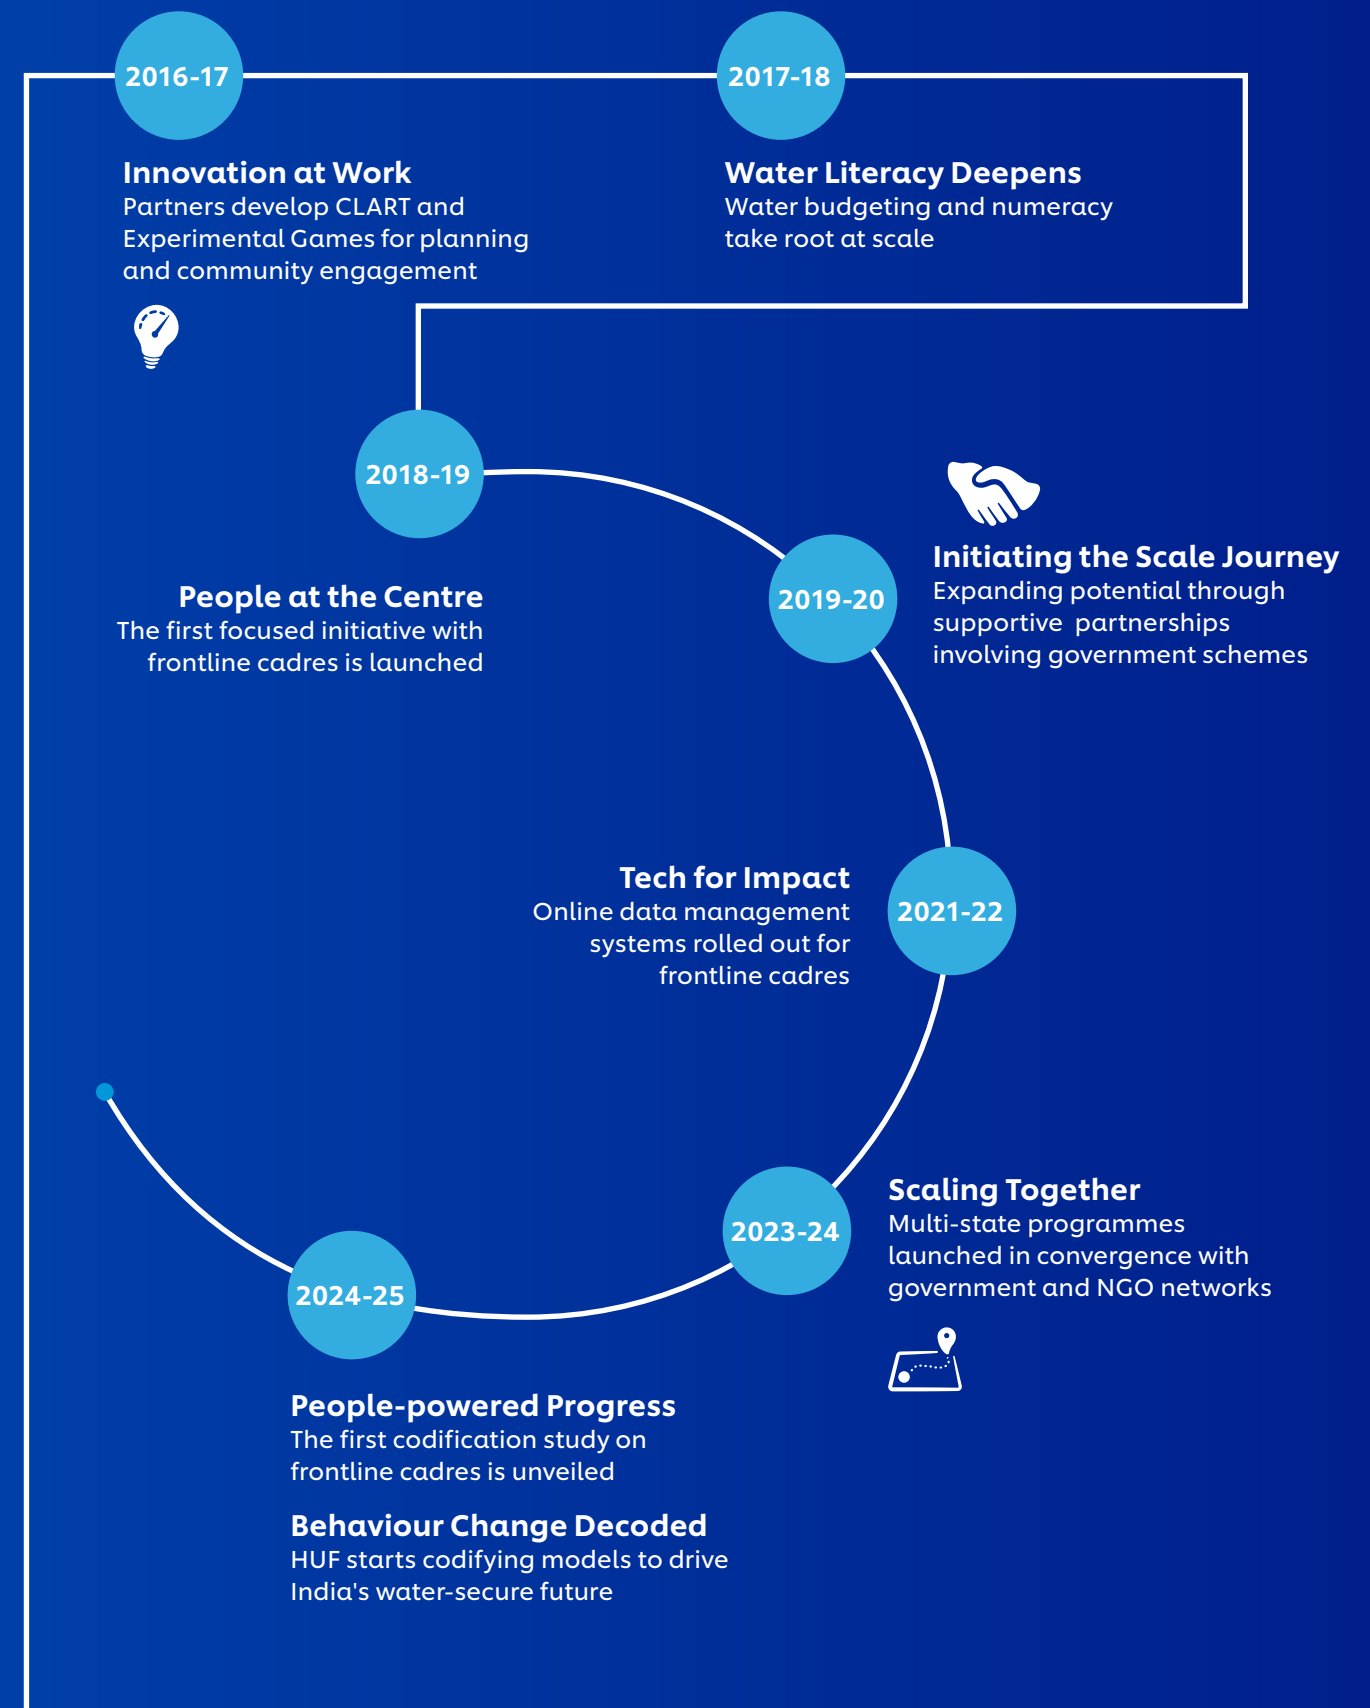 2016-17
Innovation at Work
Partners develop CLART and
Experimental Games for planning
and community engagement
2017-18
Water Literacy Deepens
Water budgeting and numeracy
take root at scale
2018-19
People at the Centre
The first focused initiative with
frontline cadres is launched
2019-20
Initiating the Scale Journey
Expanding potential through
supportive partnerships
involving government schemes
2021-22
Tech for Impact
Online data management
systems rolled out for
frontline cadres
2023-24
Scaling Together
Multi-state programmes
launched in convergence with
government and NGO networks
2024-25
People-powered Progress
The first codification study on
frontline cadres is unveiled
Behaviour Change Decoded
HUF starts codifying models to drive
India's water-secure future